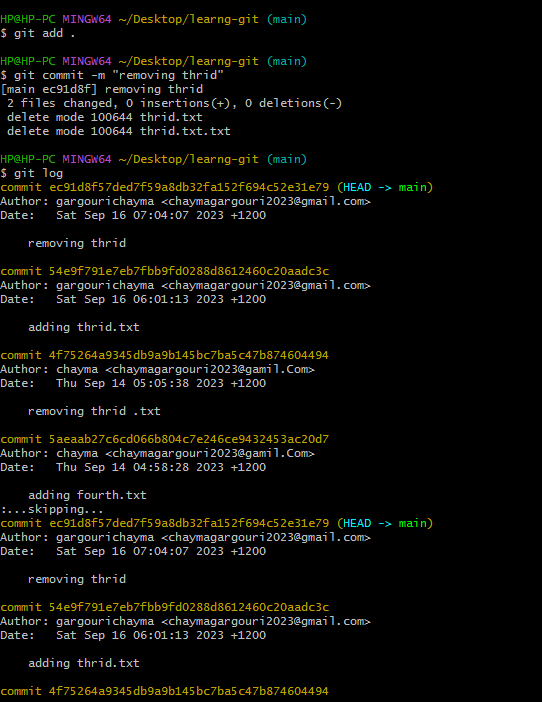 HP@HP-PC MINGW64 ~/Desktop/learng-git (main)
$ git add .
HP@HP-PC MINGW64 ~/Desktop/learng-git (main)
$ git commit -m "removing thrid"
[main ec91d8f] removing thrid
 2 files changed, 0 insertions(+), 0 deletions(-)
 delete mode 100644 thrid.txt
 delete mode 100644 thrid.txt.txt
HP@HP-PC MINGW64 ~/Desktop/learng-git (main)
$ git log
commit ec91d8f57ded7f59a8db32fa152f694c52e31e79 (HEAD -> main)
Author: gargourichayma <chaymagargouri2023@gmail.com>
Date:   Sat Sep 16 07:04:07 2023 +1200
    removing thrid
commit 54e9f791e7eb7fbb9fd0288d8612460c20aadc3c
Author: gargourichayma <chaymagargouri2023@gmail.com>
Date:   Sat Sep 16 06:01:13 2023 +1200
    adding thrid.txt
commit 4f75264a9345db9a9b145bc7ba5c47b874604494
Author: chayma <chaymagargouri2023@gamil.Com>
Date:   Thu Sep 14 05:05:38 2023 +1200
    removing thrid .txt
commit 5aeaab27c6cd066b804c7e246ce9432453ac20d7
Author: chayma <chaymagargouri2023@gamil.Com>
Date:   Thu Sep 14 04:58:28 2023 +1200
    adding fourth.txt
:...skipping...
commit ec91d8f57ded7f59a8db32fa152f694c52e31e79 (HEAD -> main)
Author: gargourichayma <chaymagargouri2023@gmail.com>
Date:   Sat Sep 16 07:04:07 2023 +1200
    removing thrid
commit 54e9f791e7eb7fbb9fd0288d8612460c20aadc3c
Author: gargourichayma <chaymagargouri2023@gmail.com>
Date:   Sat Sep 16 06:01:13 2023 +1200
    adding thrid.txt
commit 4f75264a9345db9a9b145bc7ba5c47b874604494